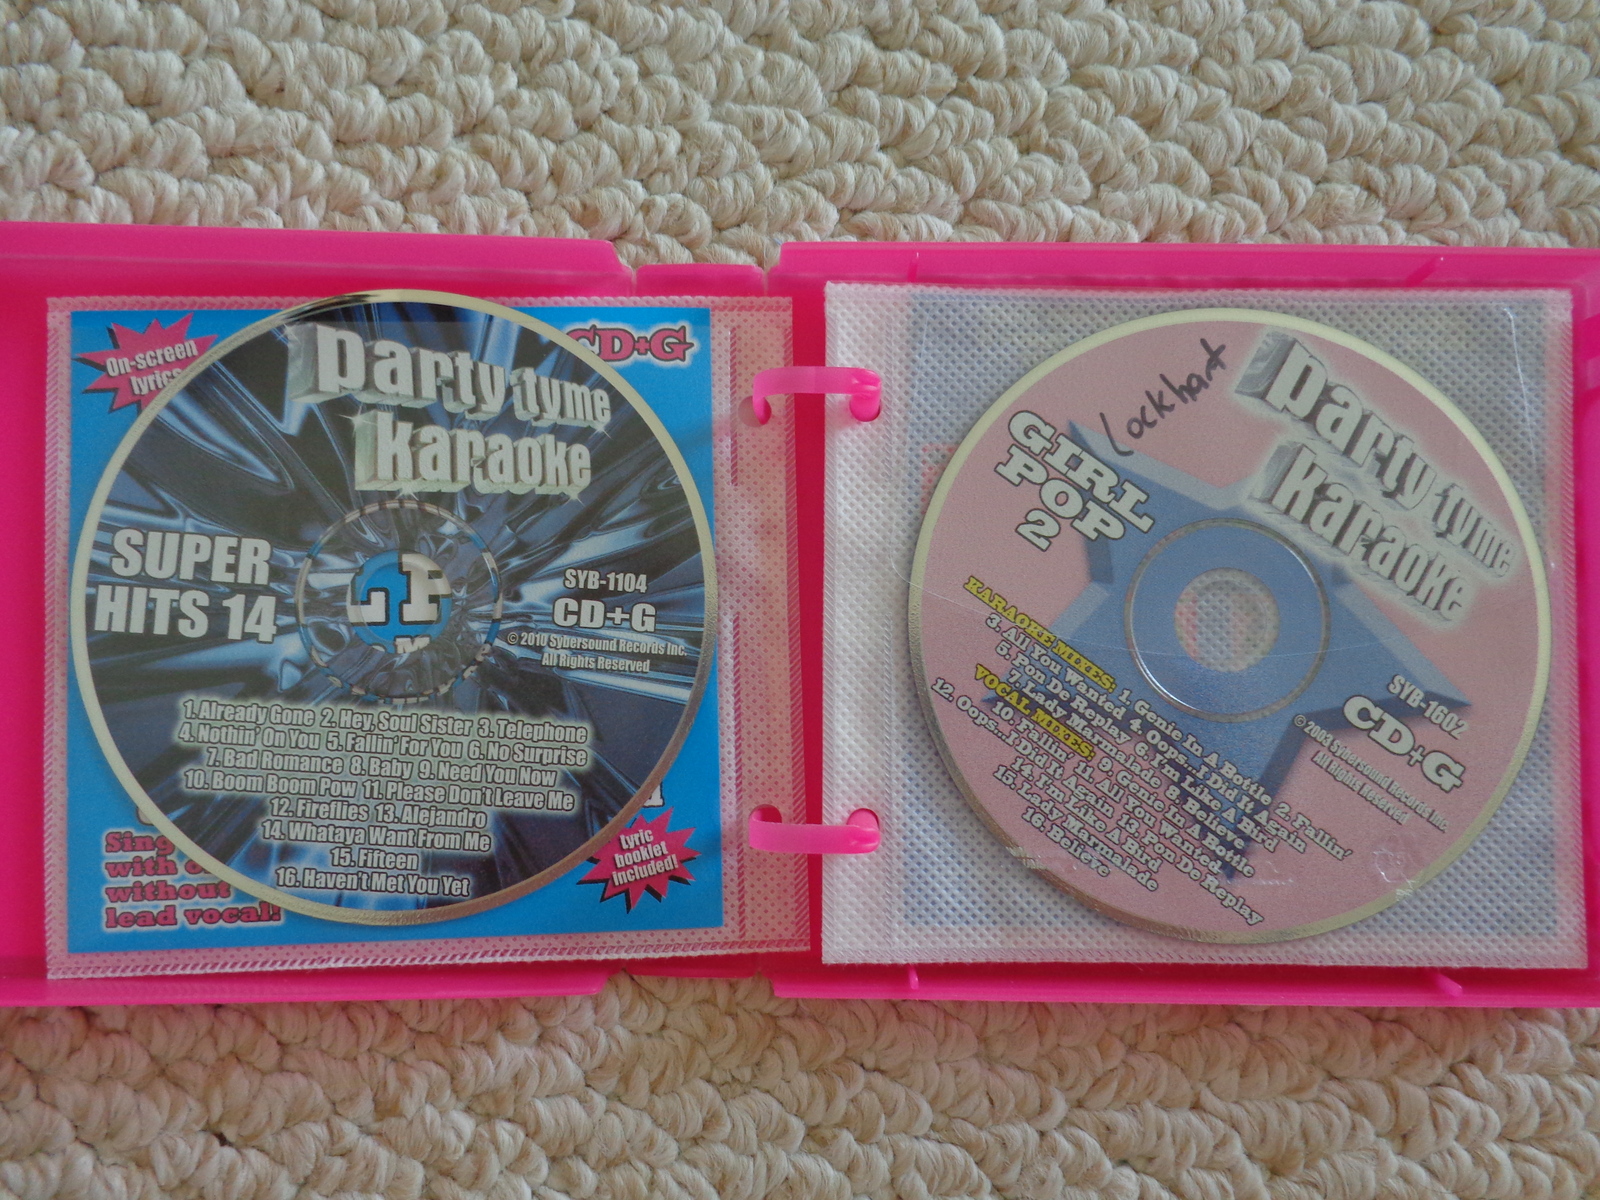 On-screen
lyric
CD+G
party tyme
karaoke
SUPER
HITS 14
SYB-1104
CD+G
© 2010 Sybersound Records Inc.
All Rights Reserved
1. Already Gone 2. Hey, Soul Sister 3. Telephone
4. Nothin' On You 5. Fallin' For You 6. No Surprise
7. Bad Romance 8. Baby 9. Need You Now
10. Boom Boom Pow 11. Please Don't Leave Me
12. Fireflies 13. Alejandro
14. Whataya Want From Me
15. Fifteen
16. Haven't Met You Yet
Sing
with
without
lead vocal!
Lyric
booklet
included!
Lockhart
party tyme
karaoke
GIRL
POP
2
SYB-1602
CD+G
© 2003 Sybersound Records Inc.
All Rights Reserved
KARAOKE MIXES: 1. Genie In A Bottle 2. Fallin'
3. All You Wanted 4. Oops...I Did It Again
5. Pon De Replay 6. I'm Like A Bird
7. Lady Marmalade 8. Believe
VOCAL MIXES: 9. Genie In A Bottle
10. Fallin' 11. All You Wanted
12. Oops...I Did It Again 13. Pon De Replay
14. I'm Like A Bird
15. Lady Marmalade
16. Believe